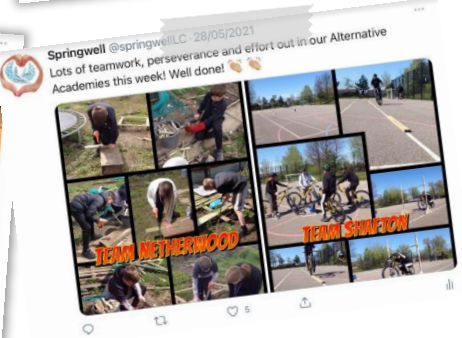 Springwell @springwellLC · 28/05/2021
Lots of teamwork, perseverance and effort out in our Alternative
Academies this week! Well done! 👏 👏
TEAM NETHERWOOD
TEAM SHAFTON
5